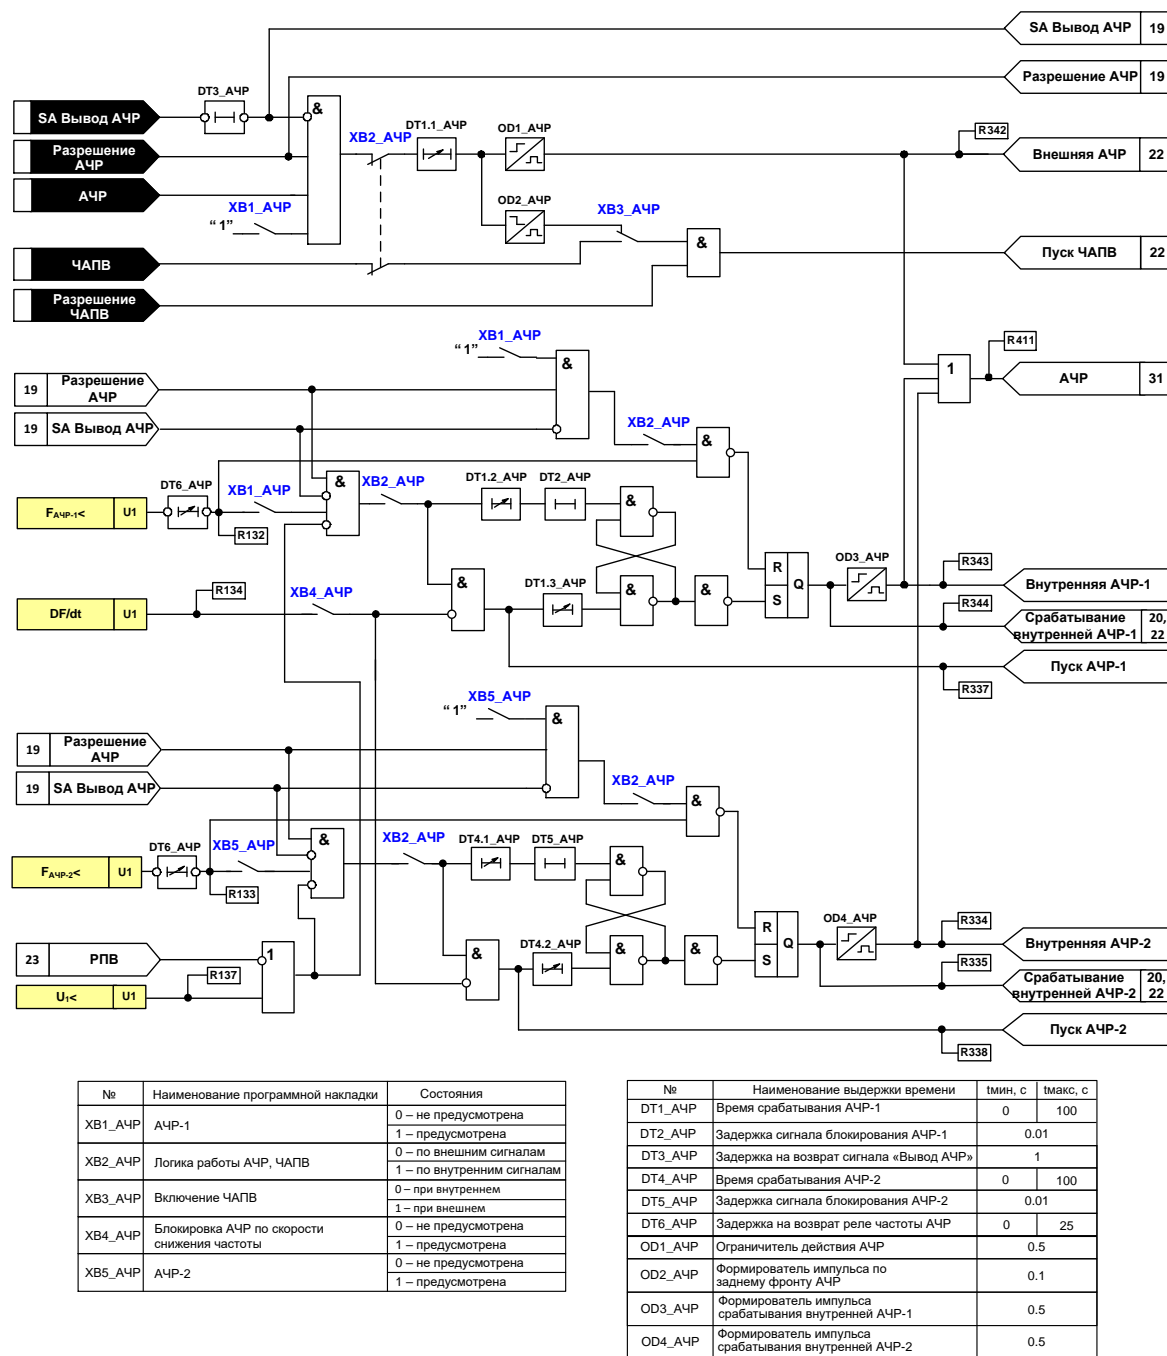 SA Вывод АЧР 19
Разрешение АЧР 19
DT3_АЧР
SA Вывод АЧР
&
XB2_АЧР
DT1.1_АЧР
OD1_АЧР
R342
Разрешение
АЧР
Внешняя АЧР 22
АЧР
XB1_АЧР
“1”
OD2_АЧР
XB3_АЧР
&
ЧАПВ
Пуск ЧАПВ 22
Разрешение
ЧАПВ
XB1_АЧР
“1”
&
R411
1
АЧР 31
19 Разрешение
АЧР
19 SA Вывод АЧР
XB2_АЧР
&
DT6_АЧР
XB1_АЧР
&
XB2_АЧР
DT1.2_АЧР
DT2_АЧР
&
FАЧР-1< U1
R132
R134
XB4_АЧР
&
DT1.3_АЧР
&
&
R
S
Q
OD3_АЧР
R343
DF/dt U1
Внутренняя АЧР-1
R344
Срабатывание
внутренней АЧР-1
20,
22
Пуск АЧР-1
R337
XB5_АЧР
“1”
&
19 Разрешение
АЧР
19 SA Вывод АЧР
XB2_АЧР
&
DT6_АЧР
XB5_АЧР
&
XB2_АЧР
DT4.1_АЧР
DT5_АЧР
&
FАЧР-2< U1
R133
23 РПВ
1
R137
U1< U1
&
DT4.2_АЧР
&
&
R
S
Q
OD4_АЧР
R334
Внутренняя АЧР-2
R335
Срабатывание
внутренней АЧР-2
20,
22
Пуск АЧР-2
R338
№ Наименование программной накладки Состояния
XB1_АЧР АЧР-1 0 – не предусмотрена
1 – предусмотрена
XB2_АЧР Логика работы АЧР, ЧАПВ 0 – по внешним сигналам
1 – по внутренним сигналам
XB3_АЧР Включение ЧАПВ 0 – при внутреннем
1 – при внешнем
XB4_АЧР Блокировка АЧР по скорости
снижения частоты
0 – не предусмотрена
1 – предусмотрена
XB5_АЧР АЧР-2 0 – не предусмотрена
1 – предусмотрена
№ Наименование выдержки времени tмин, с tмакс, с
DT1_АЧР Время срабатывания АЧР-1 0 100
DT2_АЧР Задержка сигнала блокирования АЧР-1 0.01
DT3_АЧР Задержка на возврат сигнала «Вывод АЧР» 1
DT4_АЧР Время срабатывания АЧР-2 0 100
DT5_АЧР Задержка сигнала блокирования АЧР-2 0.01
DT6_АЧР Задержка на возврат реле частоты АЧР 0 25
OD1_АЧР Ограничитель действия АЧР 0.5
OD2_АЧР Формирователь импульса по
заднему фронту АЧР
0.1
OD3_АЧР Формирователь импульса
срабатывания внутренней АЧР-1
0.5
OD4_АЧР Формирователь импульса
срабатывания внутренней АЧР-2
0.5